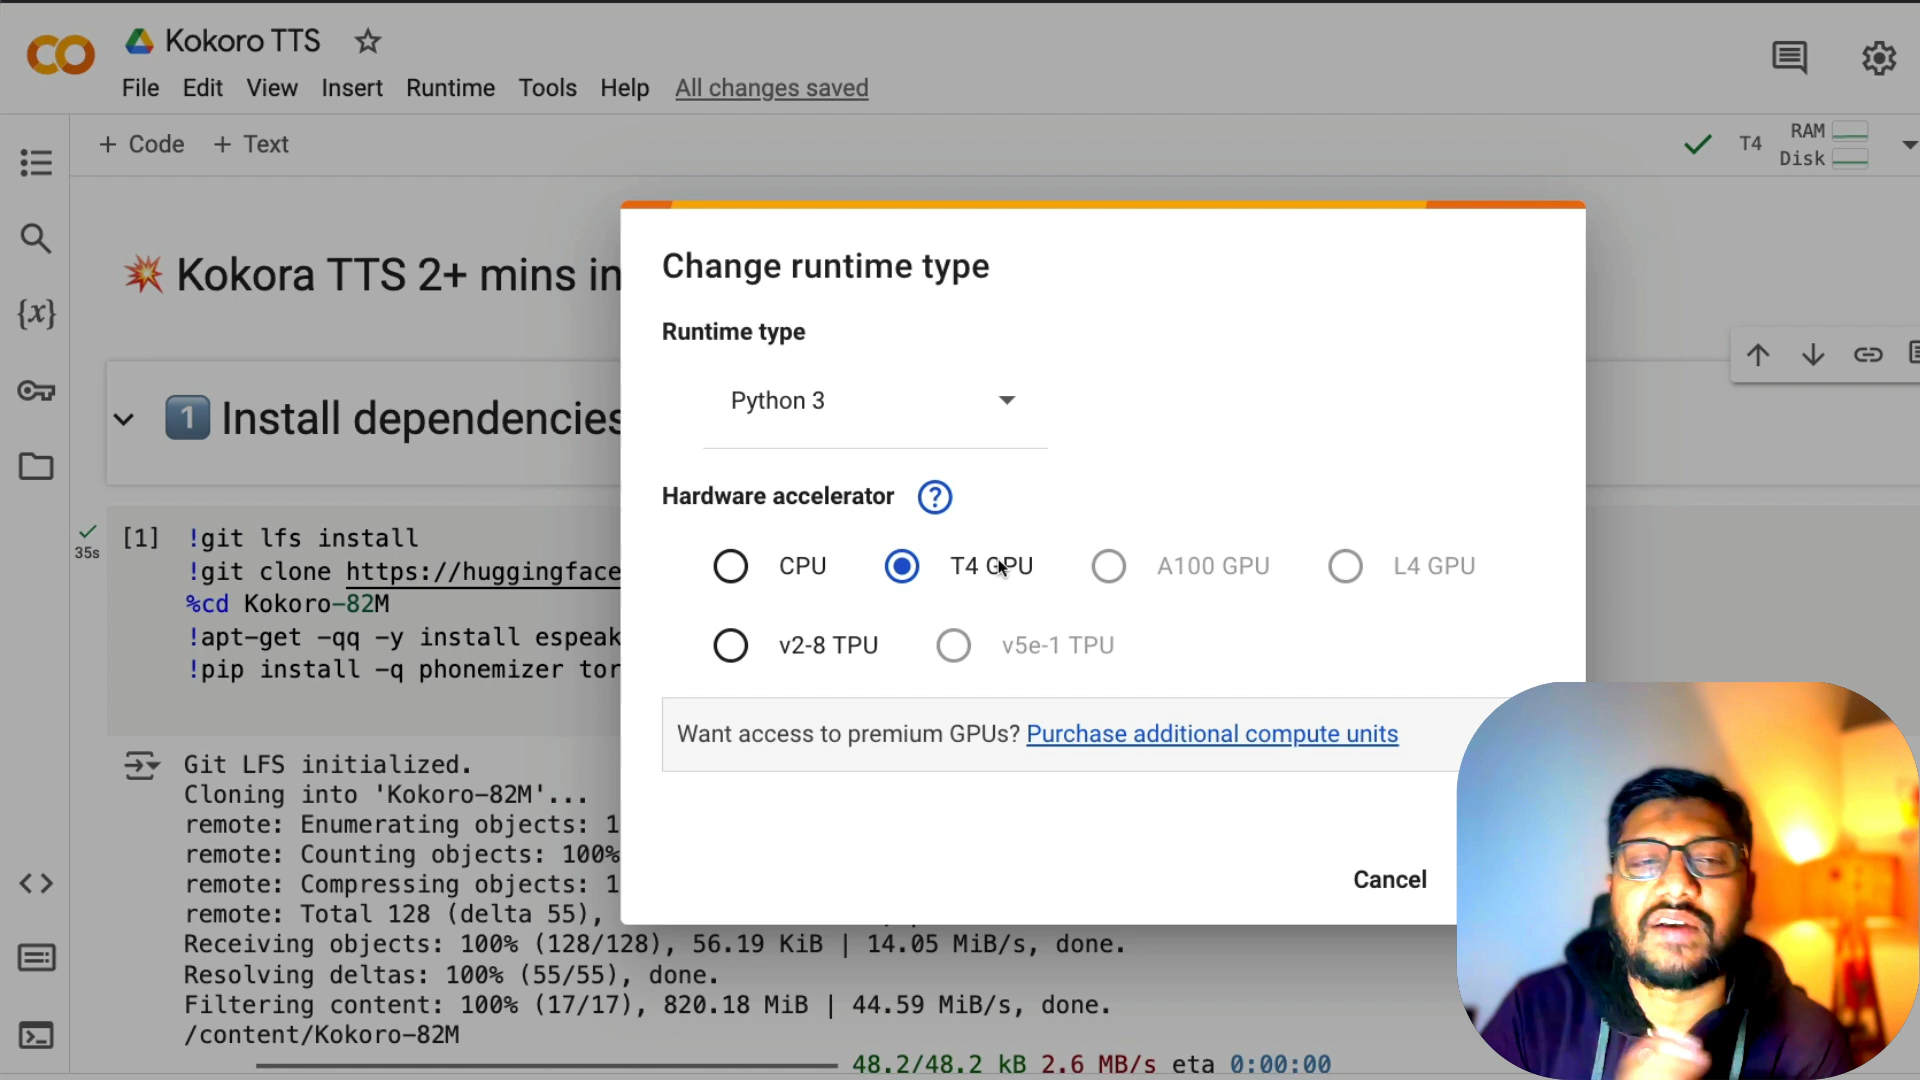 Kokoro TTS
File Edit View Insert Runtime Tools Help All changes saved
+ Code + Text
T4 RAM
Disk
Kokora TTS 2+ mins in
1 Install dependencies
[1] !git lfs install
35s
!git clone https://huggingface
%cd Kokoro-82M
!apt-get -qq -y install espeak
!pip install -q phonemizer tor
Git LFS initialized.
Cloning into 'Kokoro-82M'...
remote: Enumerating objects: 1
remote: Counting objects: 100%
remote: Compressing objects: 1
remote: Total 128 (delta 55),
Receiving objects: 100% (128/128), 56.19 KiB | 14.05 MiB/s, done.
Resolving deltas: 100% (55/55), done.
Filtering content: 100% (17/17), 820.18 MiB | 44.59 MiB/s, done.
/content/Kokoro-82M
48.2/48.2 kB 2.6 MB/s eta 0:00:00
Change runtime type
Runtime type
Python 3
Hardware accelerator ?
CPU T4 GPU A100 GPU L4 GPU
v2-8 TPU v5e-1 TPU
Want access to premium GPUs? Purchase additional compute units
Cancel